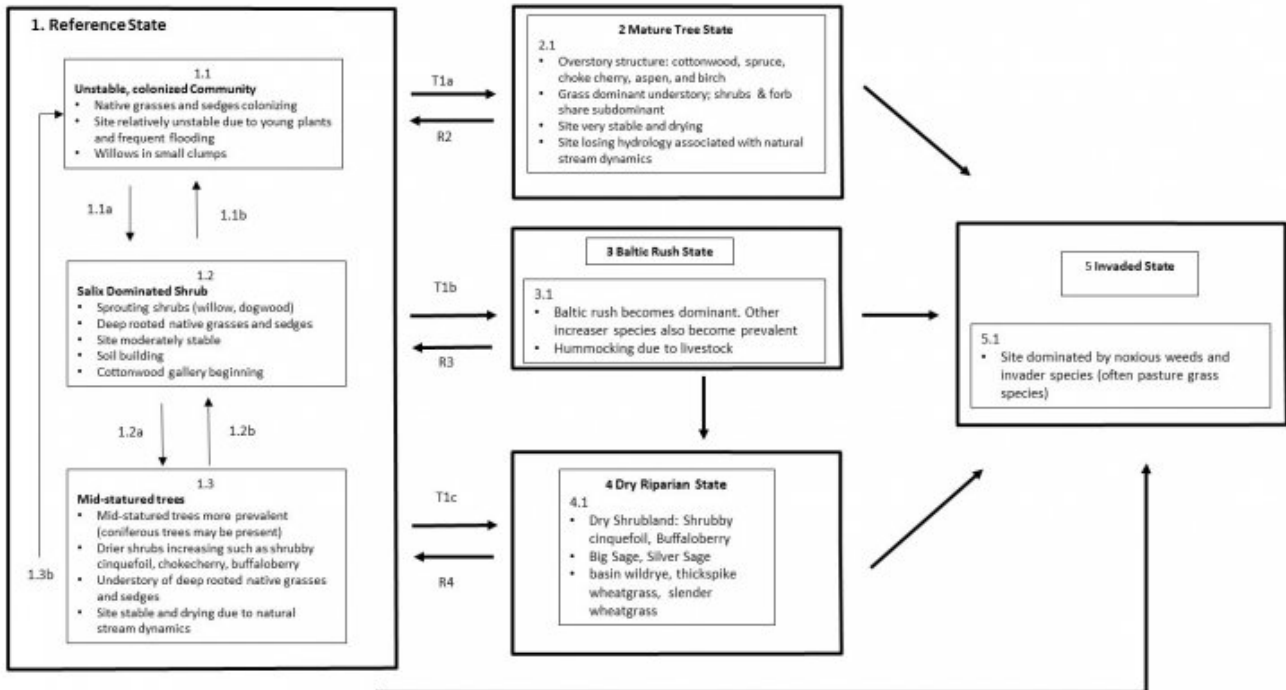 1. Reference State
1.1
Unstable, colonized Community
• Native grasses and sedges colonizing
• Site relatively unstable due to young plants
and frequent flooding
• Willows in small clumps
1.1a
1.1b
1.2
Salix Dominated Shrub
• Sprouting shrubs (willow, dogwood)
• Deep rooted native grasses and sedges
• Site moderately stable
• Soil building
• Cottonwood gallery beginning
1.2a
1.2b
1.3
Mid-statured trees
• Mid-statured trees more prevalent
(coniferous trees may be present)
• Drier shrubs increasing such as shrubby
cinquefoil, chokecherry, buffaloberry
• Understory of deep rooted native grasses
and sedges
• Site stable and drying due to natural
stream dynamics
1.3b
T1a
R2
T1b
R3
T1c
R4
2 Mature Tree State
2.1
• Overstory structure: cottonwood, spruce,
choke cherry, aspen, and birch
• Grass dominant understory; shrubs & forb
share subdominant
• Site very stable and drying
• Site losing hydrology associated with natural
stream dynamics
3 Baltic Rush State
3.1
• Baltic rush becomes dominant. Other
increaser species also become prevalent
• Hummocking due to livestock
4 Dry Riparian State
4.1
• Dry Shrubland: Shrubby
cinquefoil, Buffaloberry
• Big Sage, Silver Sage
• basin wildrye, thickspike
wheatgrass, slender
wheatgrass
5 Invaded State
5.1
• Site dominated by noxious weeds and
invader species (often pasture grass
species)